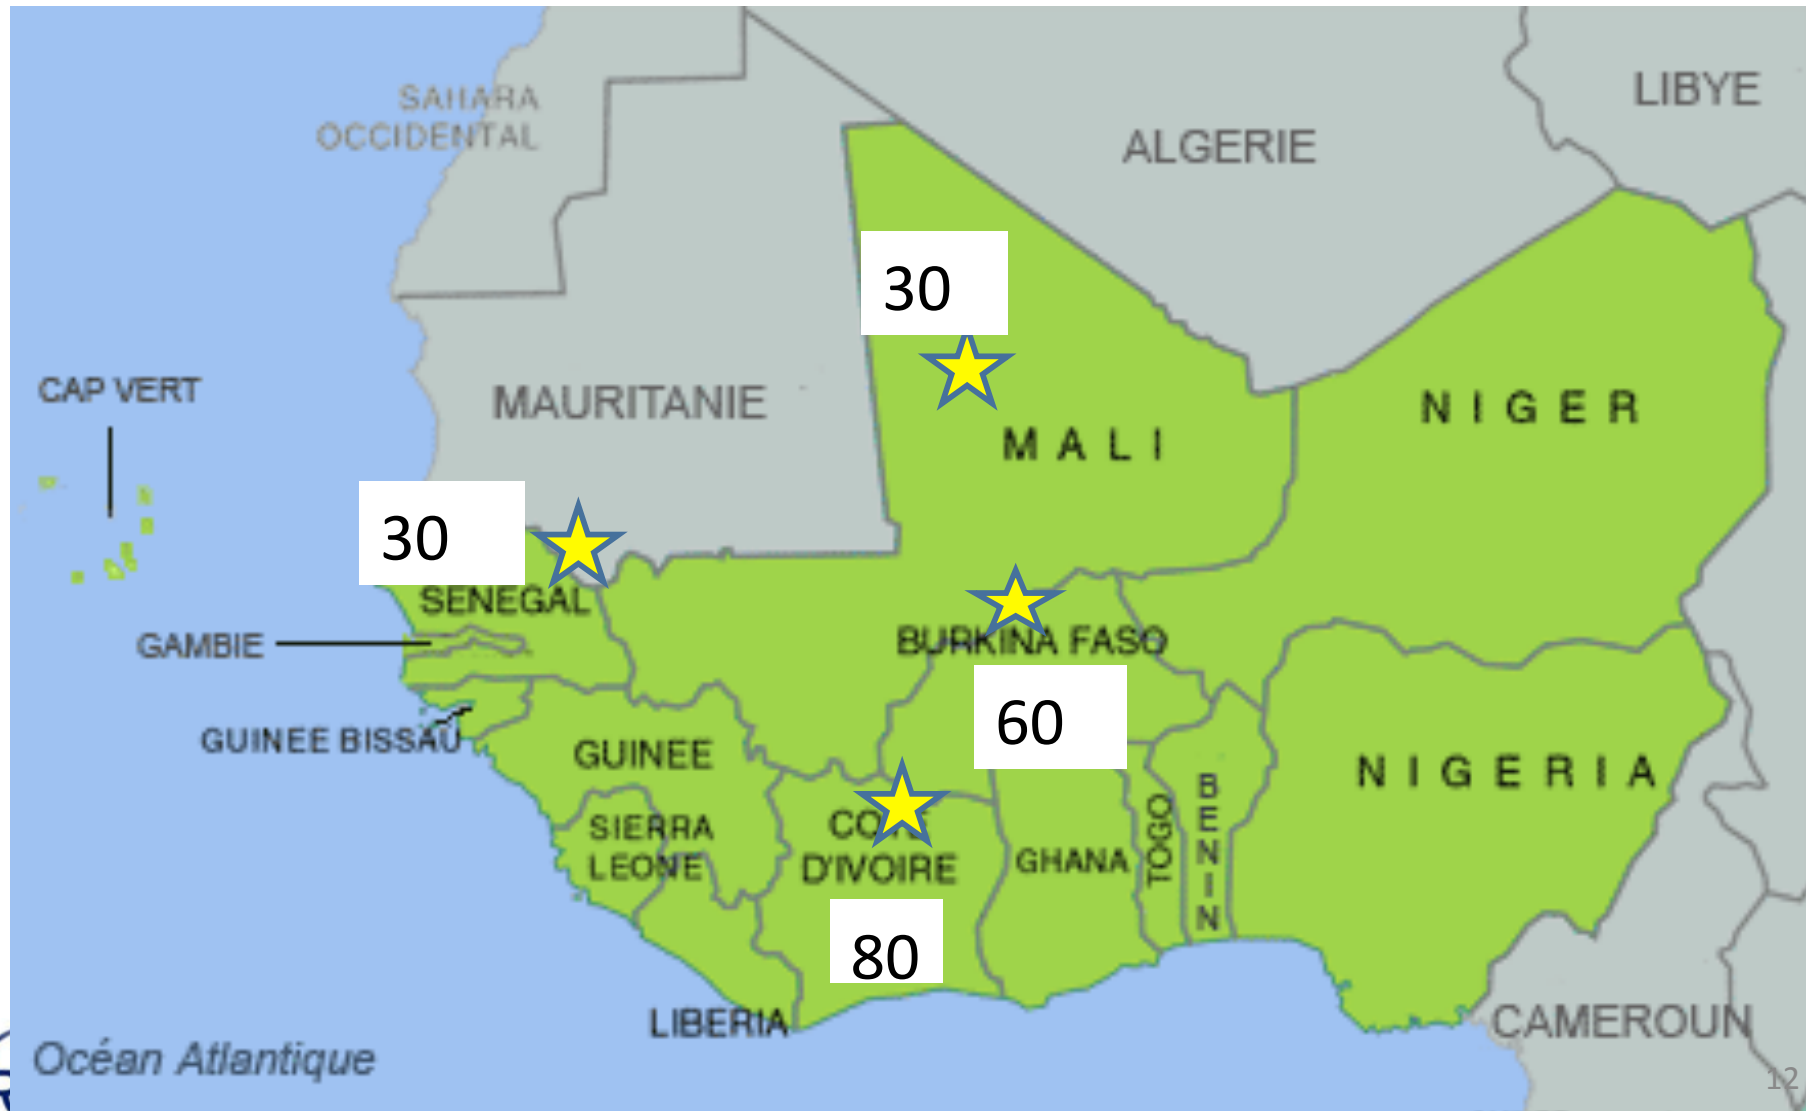 SAHARA
OCCIDENTAL
LIBYE
ALGERIE
30
CAP VERT
MAURITANIE
MALI
NIGER
30
SENEGAL
GAMBIE
BURKINA FASO
60
GUINEE BISSAU
GUINEE
NIGERIA
SIERRA
LEONE
COTE
D'IVOIRE
GHANA
TOGO
BENIN
80
LIBERIA
CAMEROUN
Océan Atlantique
12